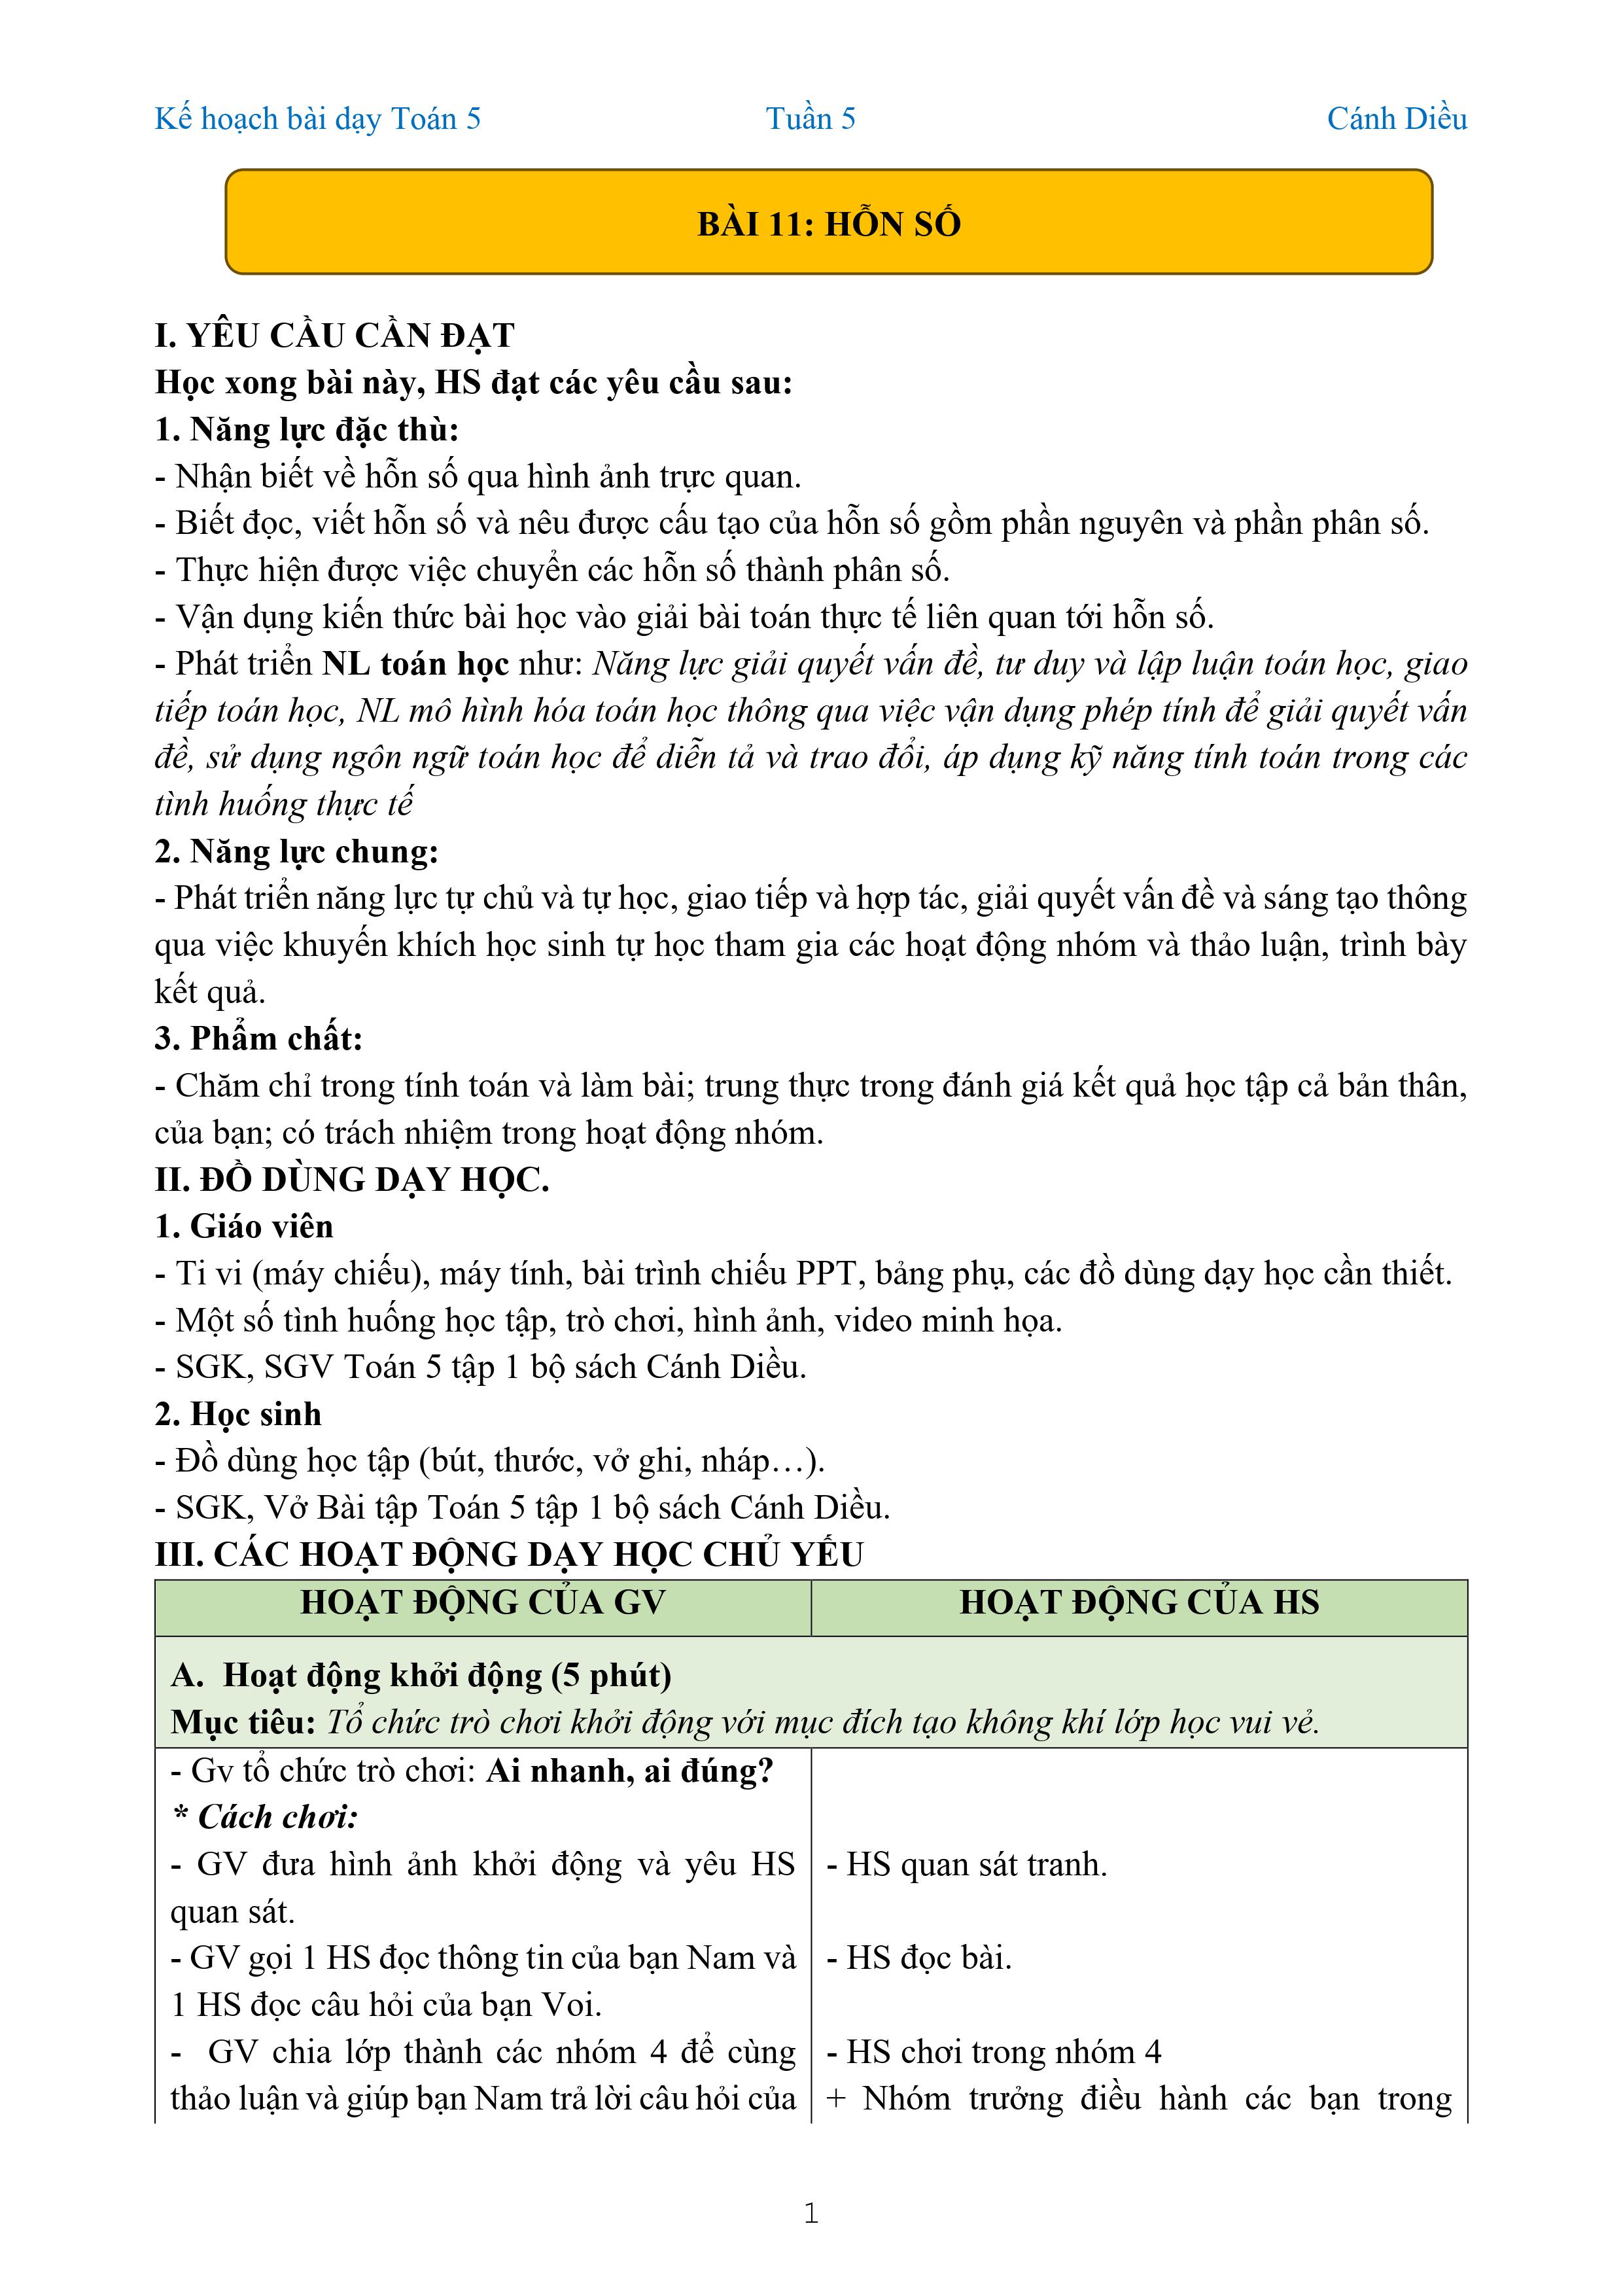 Kế hoạch bài dạy Toán 5 Tuần 5 Cánh Diều
BÀI 11: HỖN SỐ
I. YÊU CẦU CẦN ĐẠT
Học xong bài này, HS đạt các yêu cầu sau:
1. Năng lực đặc thù:
- Nhận biết về hỗn số qua hình ảnh trực quan.
- Biết đọc, viết hỗn số và nêu được cấu tạo của hỗn số gồm phần nguyên và phần phân số.
- Thực hiện được việc chuyển các hỗn số thành phân số.
- Vận dụng kiến thức bài học vào giải bài toán thực tế liên quan tới hỗn số.
- Phát triển NL toán học như: Năng lực giải quyết vấn đề, tư duy và lập luận toán học, giao
tiếp toán học, NL mô hình hóa toán học thông qua việc vận dụng phép tính để giải quyết vấn
đề, sử dụng ngôn ngữ toán học để diễn tả và trao đổi, áp dụng kỹ năng tính toán trong các
tình huống thực tế
2. Năng lực chung:
- Phát triển năng lực tự chủ và tự học, giao tiếp và hợp tác, giải quyết vấn đề và sáng tạo thông
qua việc khuyến khích học sinh tự học tham gia các hoạt động nhóm và thảo luận, trình bày
kết quả.
3. Phẩm chất:
- Chăm chỉ trong tính toán và làm bài; trung thực trong đánh giá kết quả học tập cả bản thân,
của bạn; có trách nhiệm trong hoạt động nhóm.
II. ĐỒ DÙNG DẠY HỌC.
1. Giáo viên
- Ti vi (máy chiếu), máy tính, bài trình chiếu PPT, bảng phụ, các đồ dùng dạy học cần thiết.
- Một số tình huống học tập, trò chơi, hình ảnh, video minh họa.
- SGK, SGV Toán 5 tập 1 bộ sách Cánh Diều.
2. Học sinh
- Đồ dùng học tập (bút, thước, vở ghi, nháp…).
- SGK, Vở Bài tập Toán 5 tập 1 bộ sách Cánh Diều.
III. CÁC HOẠT ĐỘNG DẠY HỌC CHỦ YẾU
HOẠT ĐỘNG CỦA GV HOẠT ĐỘNG CỦA HS
A. Hoạt động khởi động (5 phút)
Mục tiêu: Tổ chức trò chơi khởi động với mục đích tạo không khí lớp học vui vẻ.
- Gv tổ chức trò chơi: Ai nhanh, ai đúng?
* Cách chơi:
- GV đưa hình ảnh khởi động và yêu HS
quan sát.
- GV gọi 1 HS đọc thông tin của bạn Nam và
1 HS đọc câu hỏi của bạn Voi.
- GV chia lớp thành các nhóm 4 để cùng
thảo luận và giúp bạn Nam trả lời câu hỏi của
- HS quan sát tranh.
- HS đọc bài.
- HS chơi trong nhóm 4
+ Nhóm trưởng điều hành các bạn trong
1